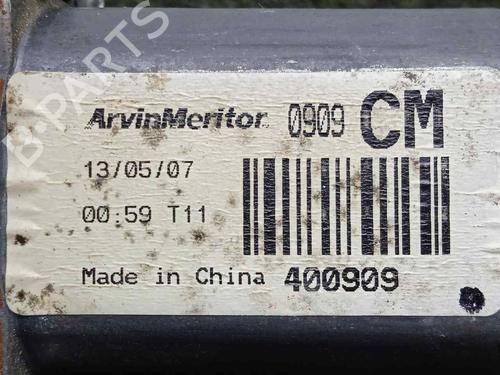 B-PARTS
ArvinMeritor. 0909 CM
13/05/07
00:59 T11
Made in China 400909